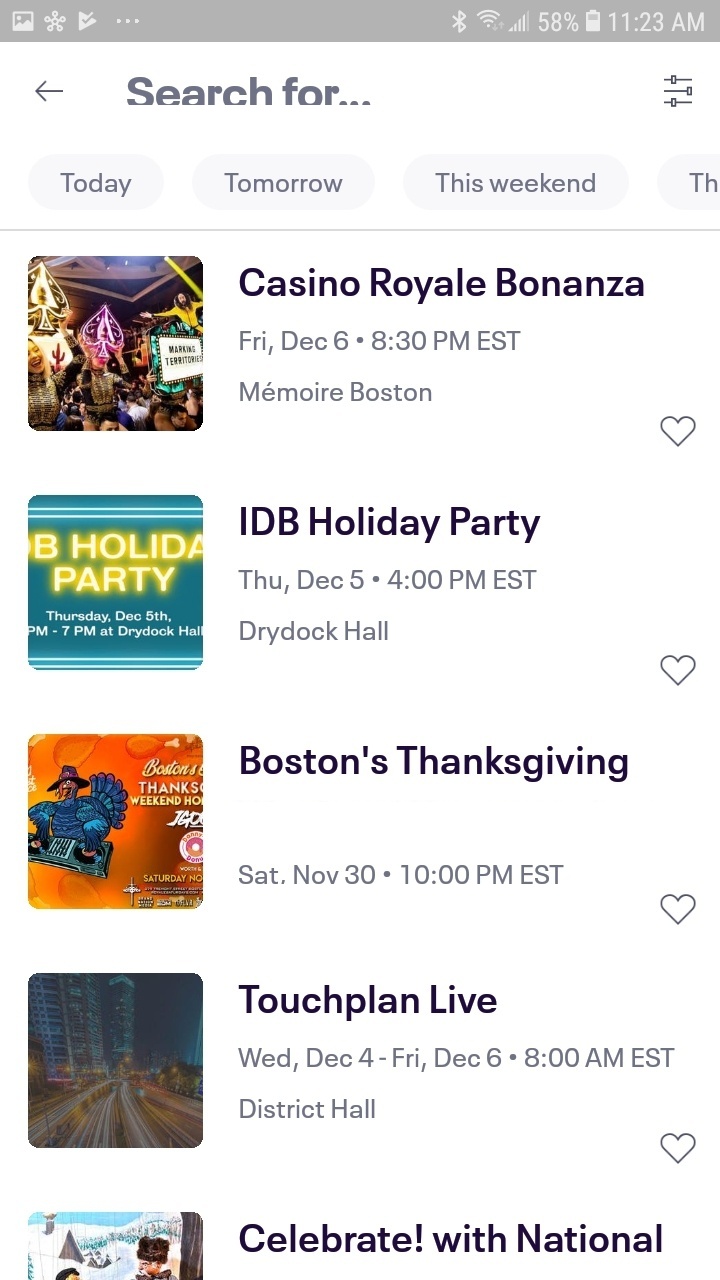 58% 11:23 AM
Search for...
Today Tomorrow This weekend Th
Casino Royale Bonanza
Fri, Dec 6 • 8:30 PM EST
Mémoire Boston
MARKING
TERRITORIES
IDB Holiday Party
Thu, Dec 5 • 4:00 PM EST
Drydock Hall
DB HOLIDA
PARTY
Thursday, Dec 5th,
PM - 7 PM at Drydock Hall
Boston's Thanksgiving
Sat, Nov 30 • 10:00 PM EST
Boston's
THANKSG
WEEKEND HO
SATURDAY NO
Touchplan Live
Wed, Dec 4 - Fri, Dec 6 • 8:00 AM EST
District Hall
Celebrate! with National